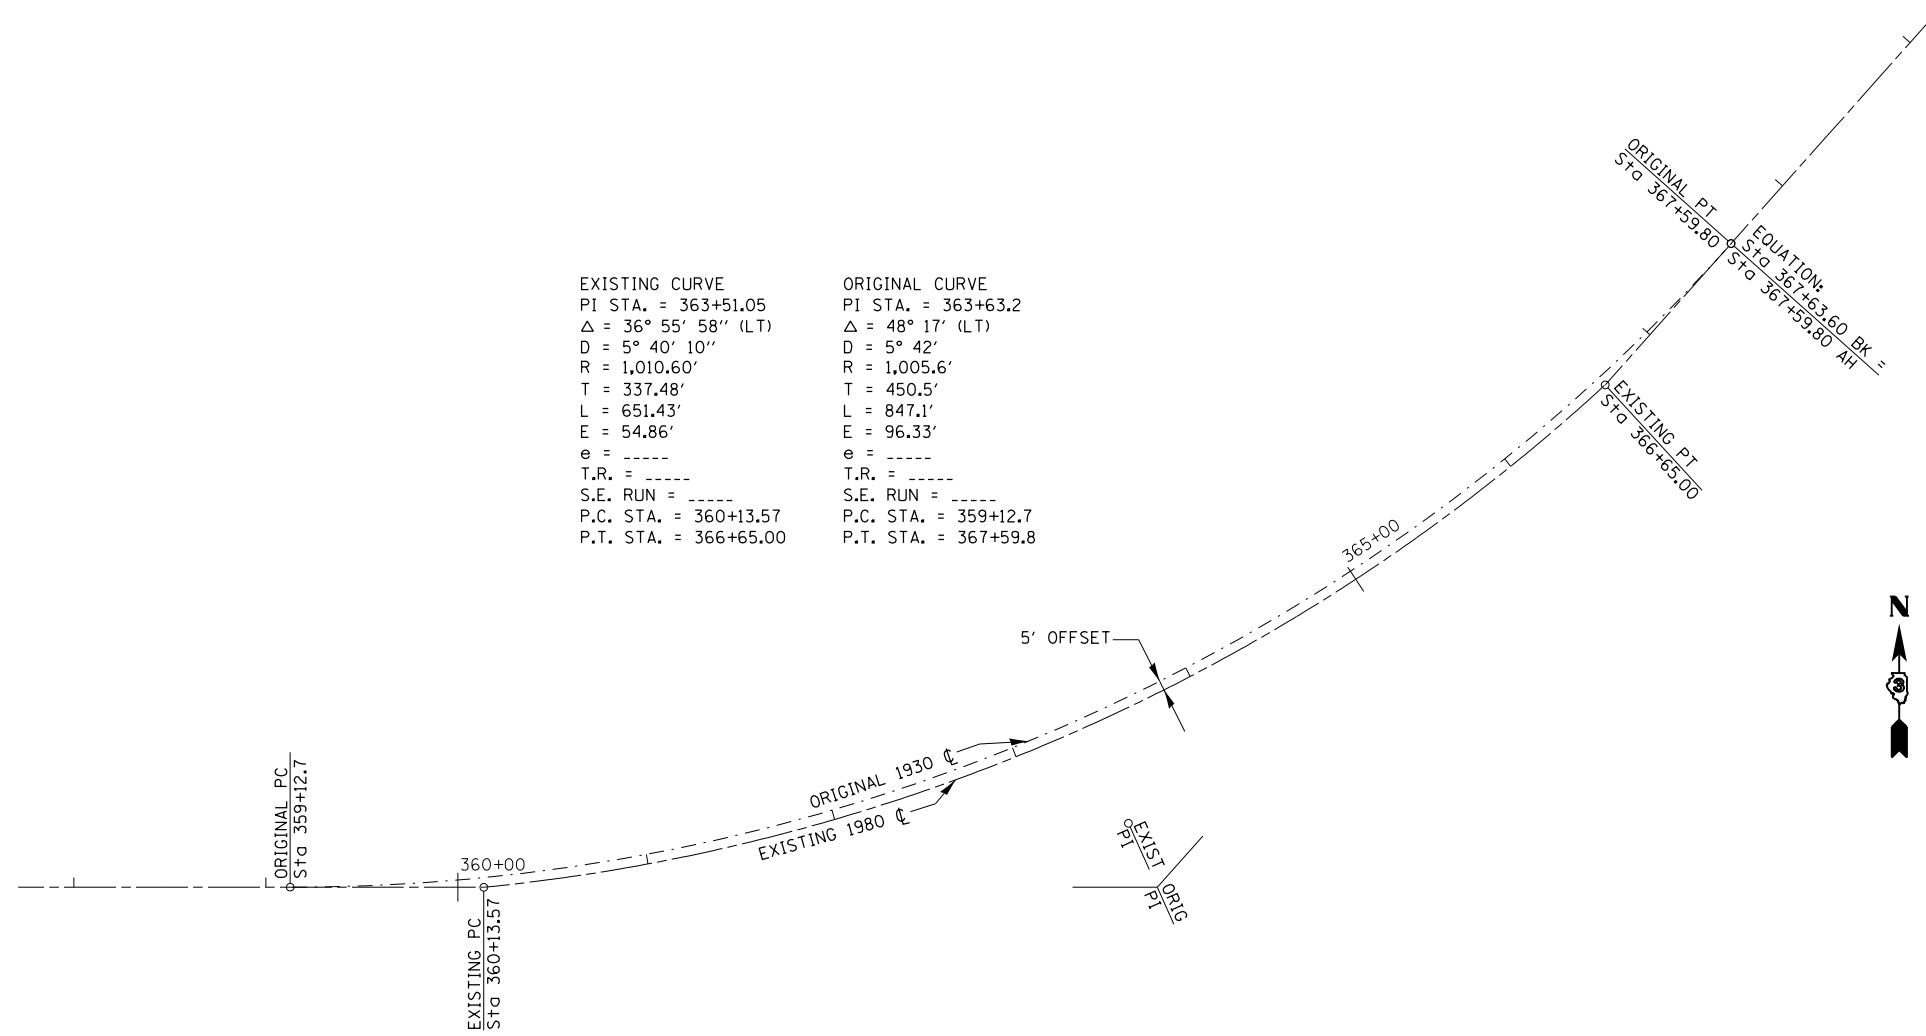 ORIGINAL PT
Sta 367+59.80
EQUATION:
Sta 367+63.60 BK =
Sta 367+59.80 AH
EXISTING CURVE
PI STA. = 363+51.05
Δ = 36° 55' 58'' (LT)
D = 5° 40' 10''
R = 1,010.60'
T = 337.48'
L = 651.43'
E = 54.86'
e = _____
T.R. = _____
S.E. RUN = _____
P.C. STA. = 360+13.57
P.T. STA. = 366+65.00
ORIGINAL CURVE
PI STA. = 363+63.2
Δ = 48° 17' (LT)
D = 5° 42'
R = 1,005.6'
T = 450.5'
L = 847.1'
E = 96.33'
e = _____
T.R. = _____
S.E. RUN = _____
P.C. STA. = 359+12.7
P.T. STA. = 367+59.8
EXISTING PT
Sta 366+65.00
365+00
N
3
5' OFFSET
ORIGINAL 1930 ℄
EXISTING 1980 ℄
ORIGINAL PC
Sta 359+12.7
360+00
EXISTING PC
Sta 360+13.57
EXIST
PI
ORIG
PI